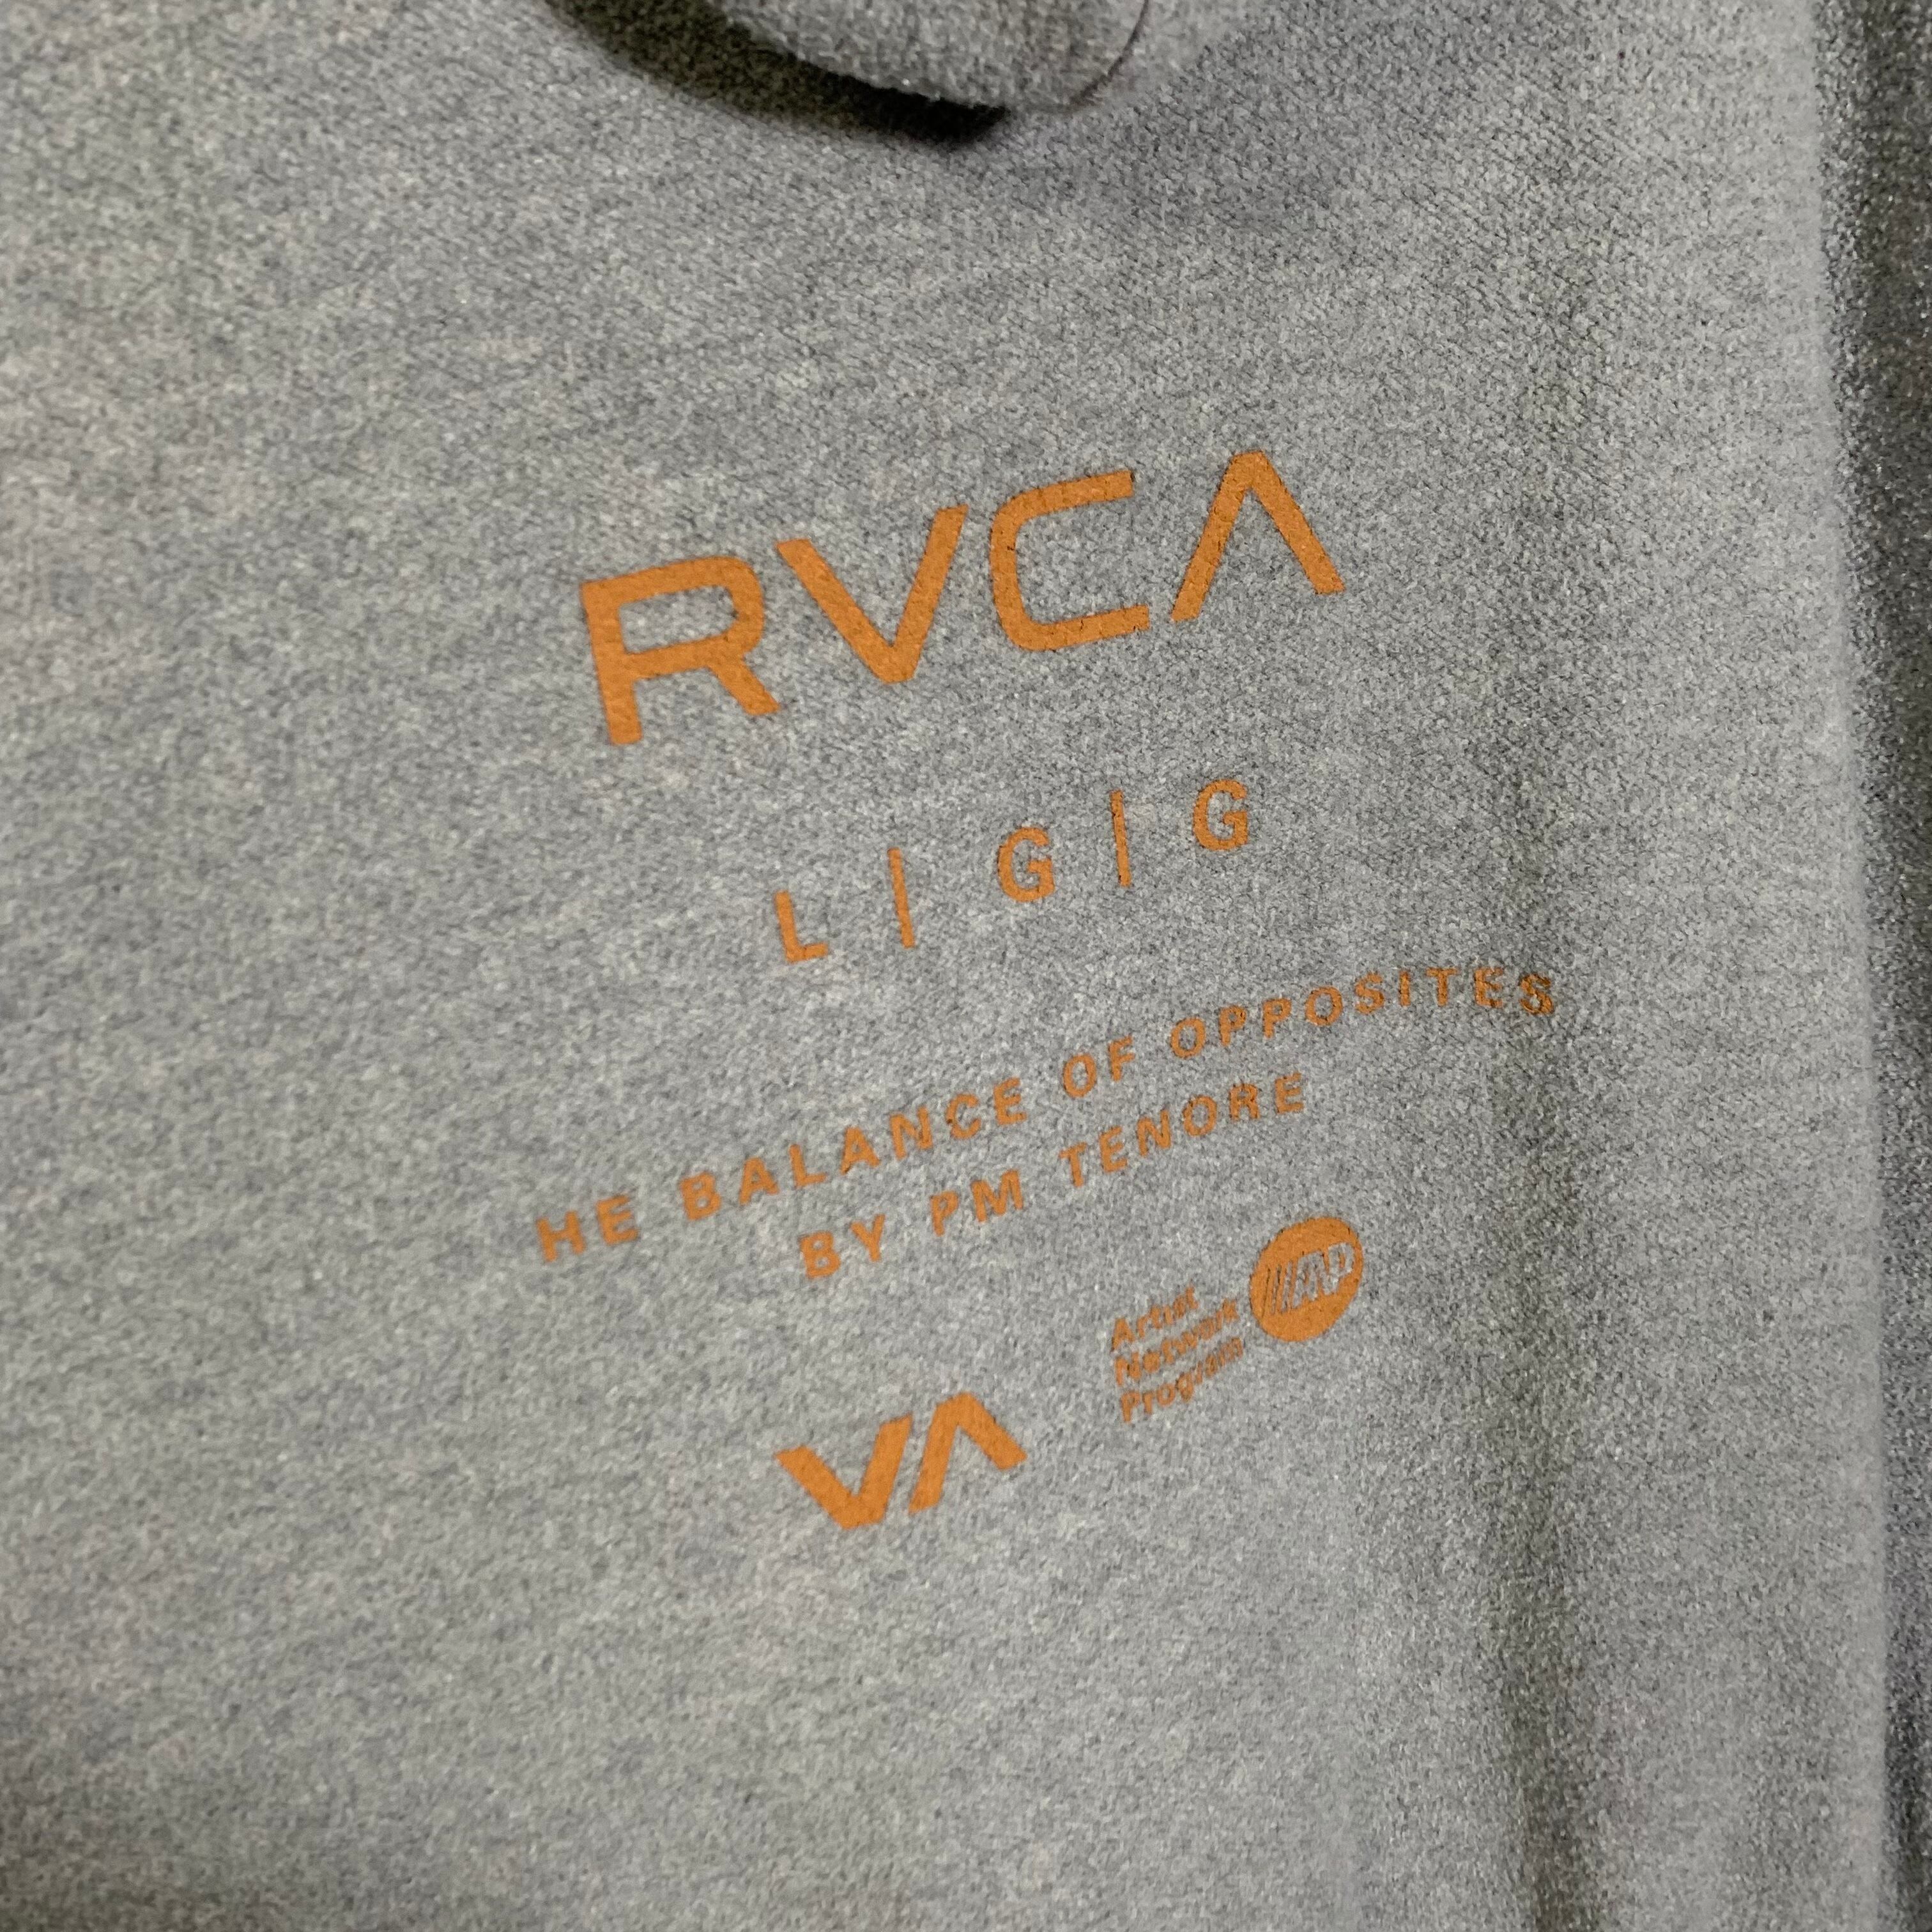 RVCA
L | G | G
HE BALANCE OF OPPOSITES
BY PM TENORE
Artist
Network
Program
ANP
VA